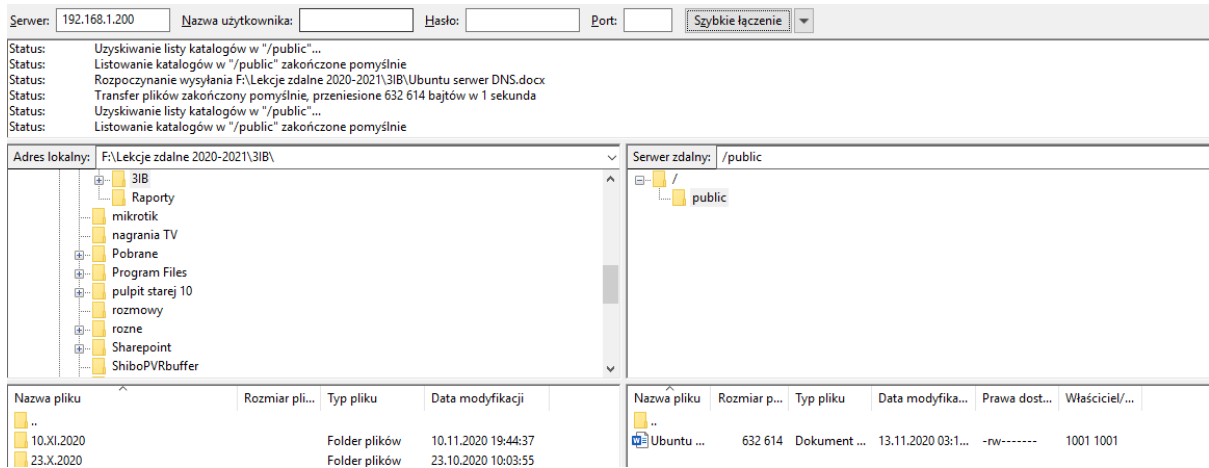 Serwer: 192.168.1.200 Nazwa użytkownika: Hasło: Port: Szybkie łączenie
Status: Uzyskiwanie listy katalogów w "/public"...
Status: Listowanie katalogów w "/public" zakończone pomyślnie
Status: Rozpoczynanie wysyłania F:\Lekcje zdalne 2020-2021\3IB\Ubuntu serwer DNS.docx
Status: Transfer plików zakończony pomyślnie, przeniesione 632 614 bajtów w 1 sekunda
Status: Uzyskiwanie listy katalogów w "/public"...
Status: Listowanie katalogów w "/public" zakończone pomyślnie
Adres lokalny: F:\Lekcje zdalne 2020-2021\3IB\
3IB
Raporty
mikrotik
nagrania TV
Pobrane
Program Files
pulpit starej 10
rozmowy
rozne
Sharepoint
ShiboPVRbuffer
Nazwa pliku Rozmiar pli... Typ pliku Data modyfikacji
..
10.XI.2020 Folder plików 10.11.2020 19:44:37
23.X.2020 Folder plików 23.10.2020 10:03:55
Serwer zdalny: /public
/
public
Nazwa pliku Rozmiar p... Typ pliku Data modyfika... Prawa dost... Właściciel/...
..
Ubuntu ... 632 614 Dokument ... 13.11.2020 03:1... -rw------- 1001 1001